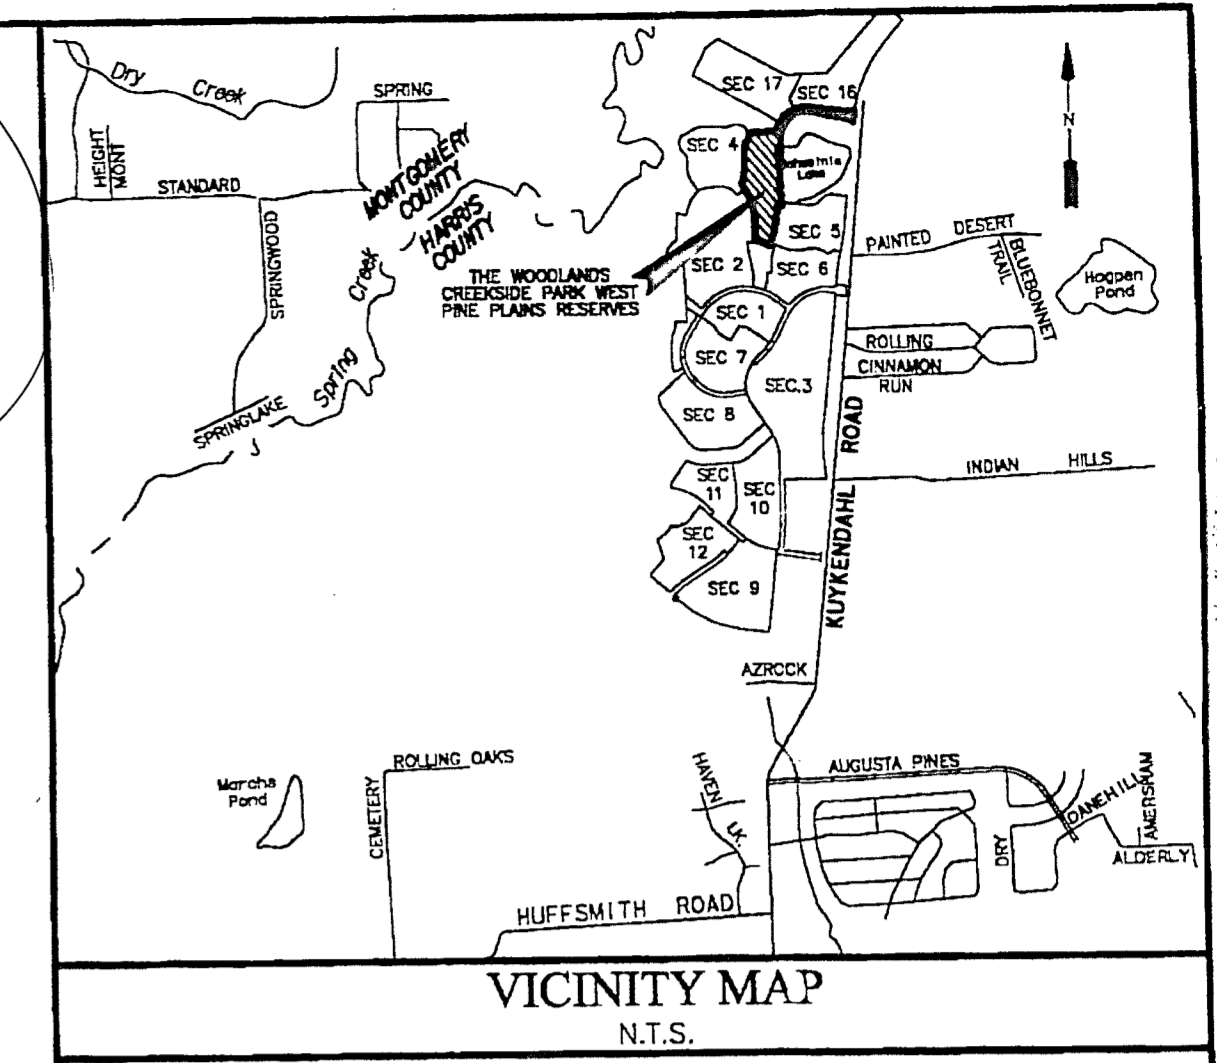 Dry Creek
SPRING
SEC 17
SEC 16
N
HEIGHT
MONT
STANDARD
MONTGOMERY
COUNTY
HARRIS
COUNTY
SEC 4
Lake
SEC 5
PAINTED DESERT
BLUEBONNET
TRAIL
Hogpen
Pond
SPRINGWOOD
Spring Creek
THE WOODLANDS
CREEKSIDE PARK WEST
PINE PLAINS RESERVES
SEC 2
SEC 6
SEC 1
SEC 7
SEC.3
ROLLING
CINNAMON
RUN
SPRINGLAKE
SEC 8
KUYKENDAHL ROAD
INDIAN HILLS
SEC
11
SEC
10
SEC
12
SEC 9
AZROCK
ROLLING OAKS
Marchs
Pond
CEMETERY
HAVEN
LK.
AUGUSTA PINES
DANEHILL
AMERSHAM
DRY
ALDERLY
HUFFSMITH ROAD
VICINITY MAP
N.T.S.